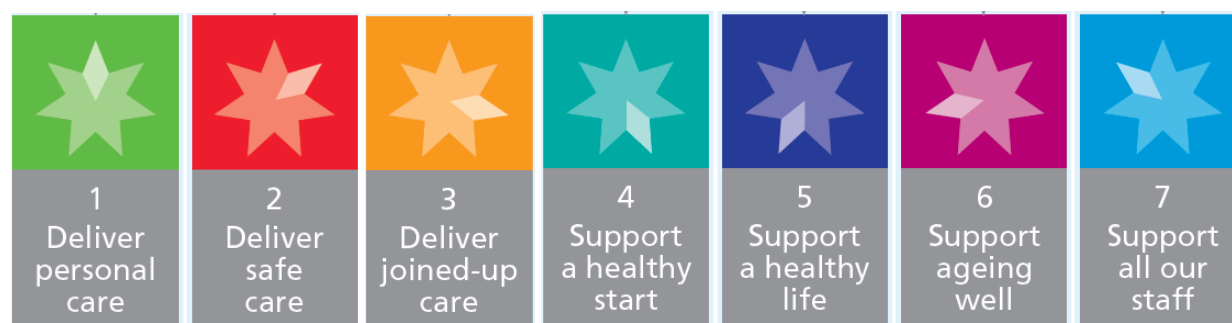 1
Deliver
personal
care
2
Deliver
safe
care
3
Deliver
joined-up
care
4
Support
a healthy
start
5
Support
a healthy
life
6
Support
ageing
well
7
Support
all our
staff